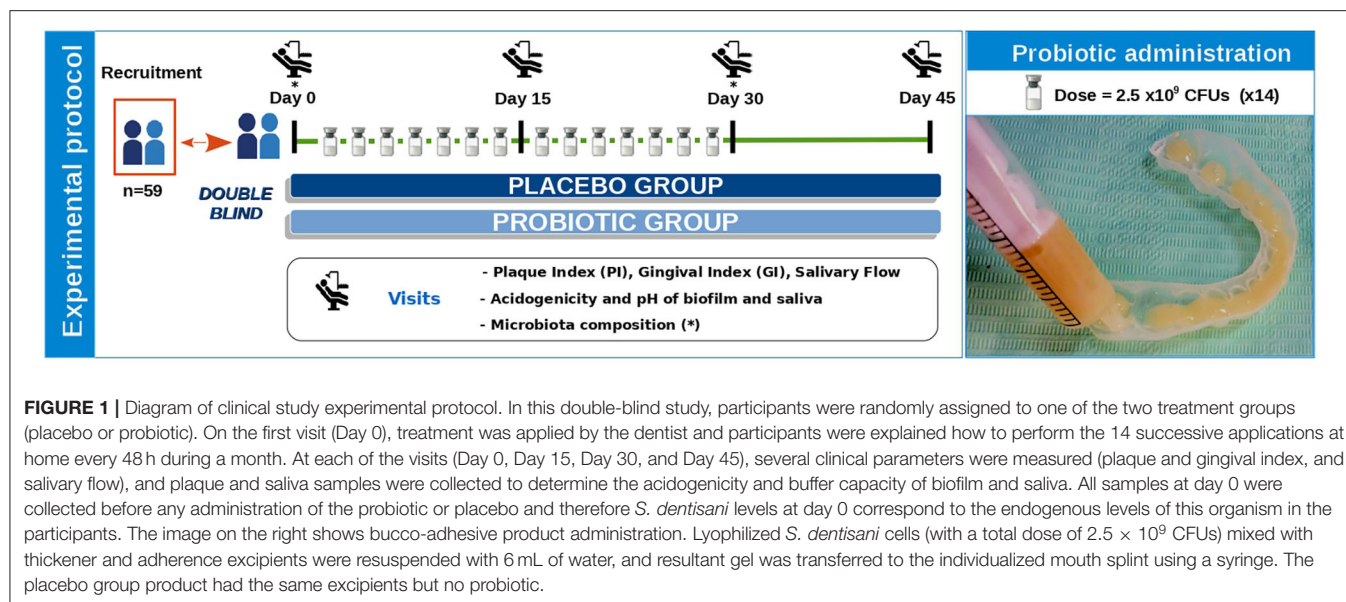 Experimental protocol
Recruitment
n=59
DOUBLE
BLIND
*
Day 0
Day 15
*
Day 30
Day 45
PLACEBO GROUP
PROBIOTIC GROUP
Visits
- Plaque Index (PI), Gingival Index (GI), Salivary Flow
- Acidogenicity and pH of biofilm and saliva
- Microbiota composition (*)
Probiotic administration
Dose = 2.5 x10⁹ CFUs (x14)
FIGURE 1 | Diagram of clinical study experimental protocol. In this double-blind study, participants were randomly assigned to one of the two treatment groups
(placebo or probiotic). On the first visit (Day 0), treatment was applied by the dentist and participants were explained how to perform the 14 successive applications at
home every 48 h during a month. At each of the visits (Day 0, Day 15, Day 30, and Day 45), several clinical parameters were measured (plaque and gingival index, and
salivary flow), and plaque and saliva samples were collected to determine the acidogenicity and buffer capacity of biofilm and saliva. All samples at day 0 were
collected before any administration of the probiotic or placebo and therefore S. dentisani levels at day 0 correspond to the endogenous levels of this organism in the
participants. The image on the right shows bucco-adhesive product administration. Lyophilized S. dentisani cells (with a total dose of 2.5 × 10⁹ CFUs) mixed with
thickener and adherence excipients were resuspended with 6 mL of water, and resultant gel was transferred to the individualized mouth splint using a syringe. The
placebo group product had the same excipients but no probiotic.